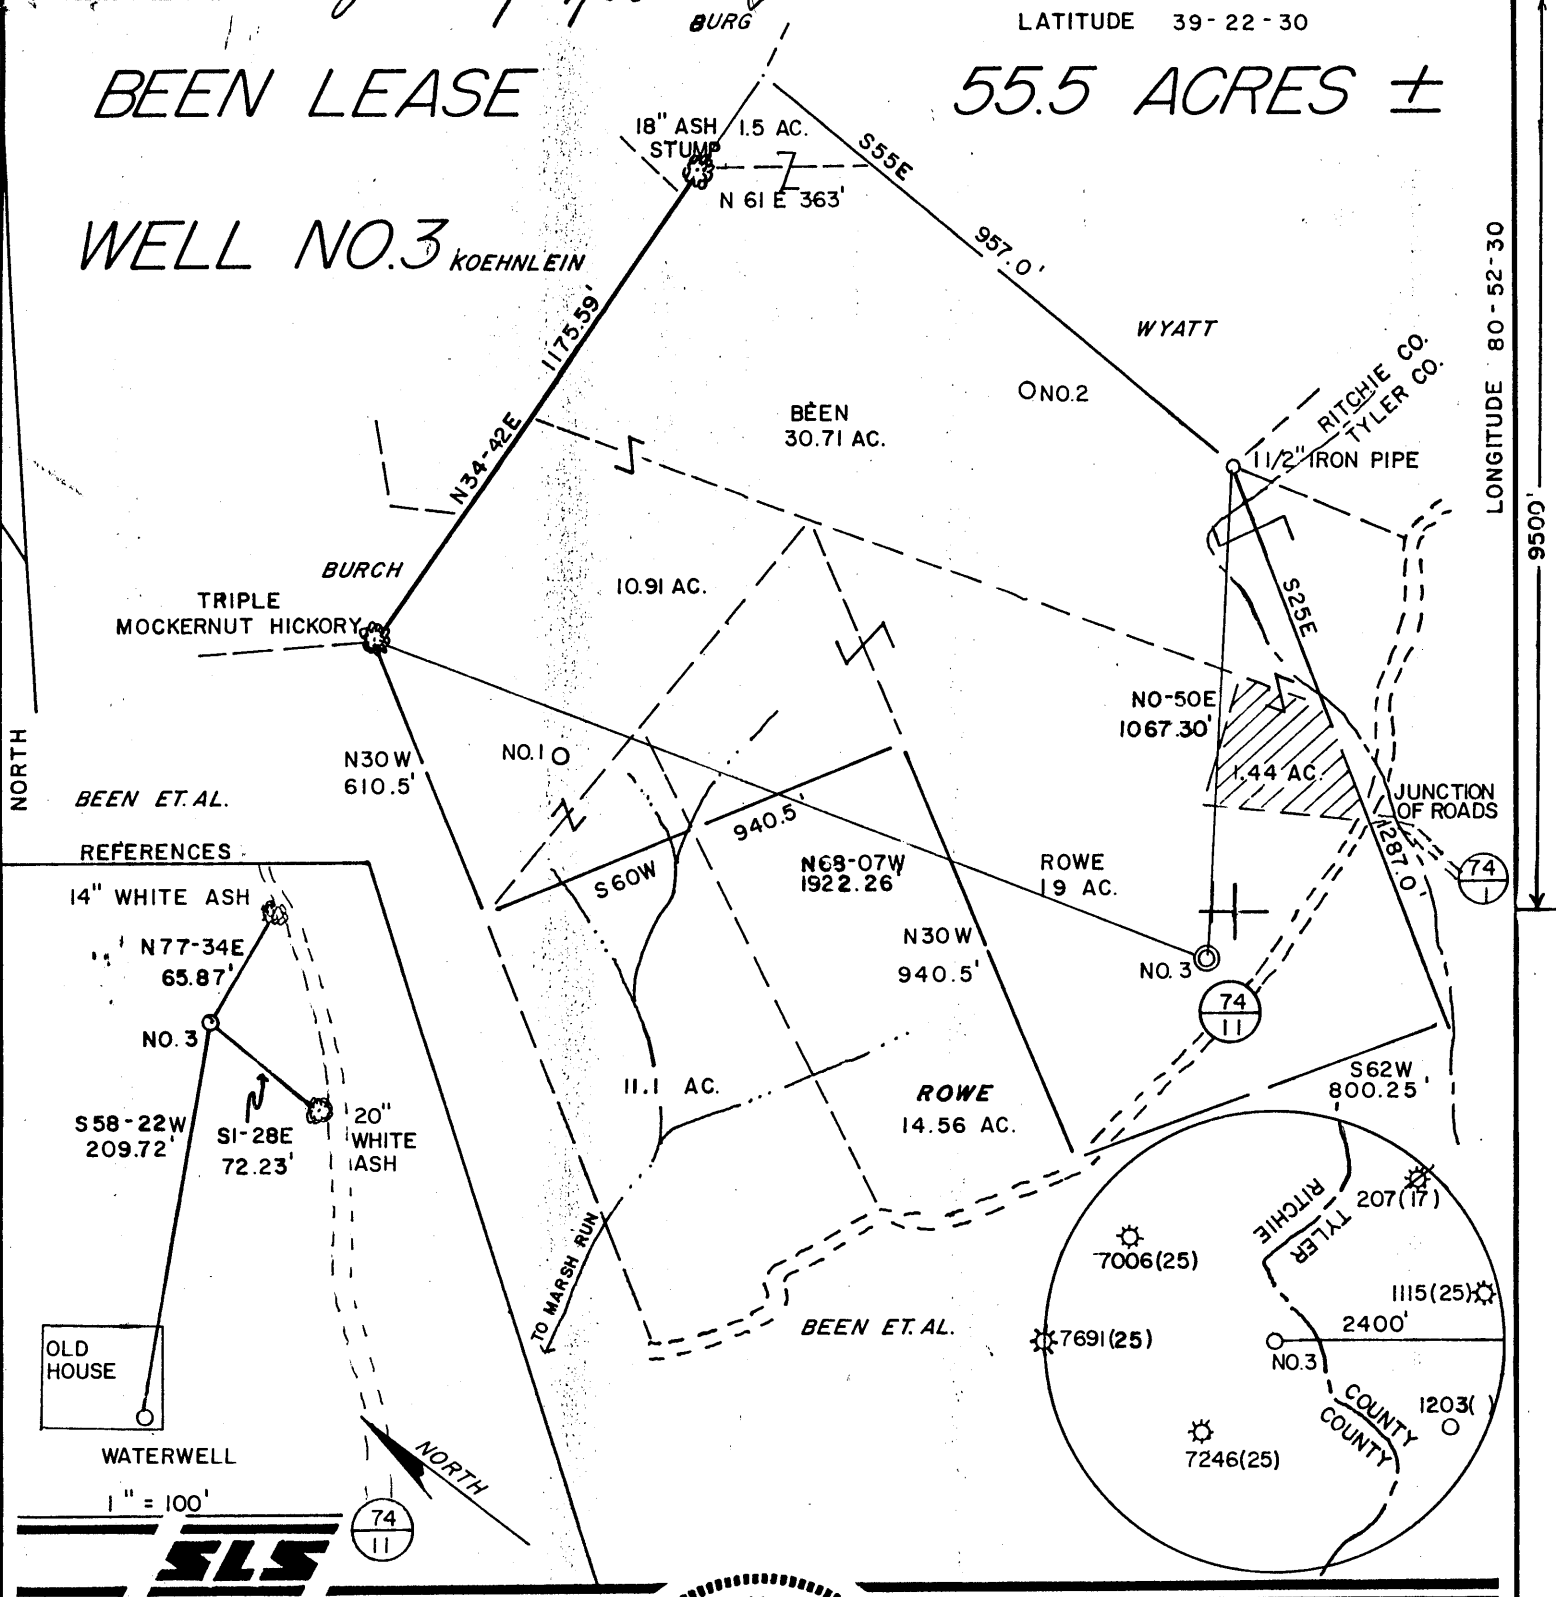 BURG
LATITUDE 39-22-30
BEEN LEASE
55.5 ACRES ±
18" ASH
STUMP
1.5 AC.
S55E
N 61 E 363'
WELL NO.3
KOEHNLEIN
957.0'
LONGITUDE 80-52-30
1175.59'
WYATT
RITCHIE CO.
TYLER CO.
NO.2
BEEN
30.71 AC.
N34-42E
1 1/2" IRON PIPE
9500'
BURCH
10.91 AC.
S25E
TRIPLE
MOCKERNUT HICKORY
N0-50E
1067.30'
NORTH
N30W
610.5'
NO.1
1.44 AC.
JUNCTION
OF ROADS
BEEN ET. AL.
940.5'
REFERENCES
S60W
N68-07W
1922.26'
ROWE
19 AC.
1287.0'
74
1
14" WHITE ASH
N77-34E
65.87'
N30W
940.5'
NO. 3
74
11
NO. 3
11.1 AC.
ROWE
14.56 AC.
S62W
800.25'
S58-22W
209.72'
S1-28E
72.23'
20"
WHITE
ASH
207(17)
RITCHIE
TYLER
7006(25)
TO MARSH RUN
1115(25)
BEEN ET. AL.
7691(25)
2400'
NO.3
OLD
HOUSE
COUNTY
COUNTY
1203( )
7246(25)
WATERWELL
NORTH
1" = 100'
74
11
SLS